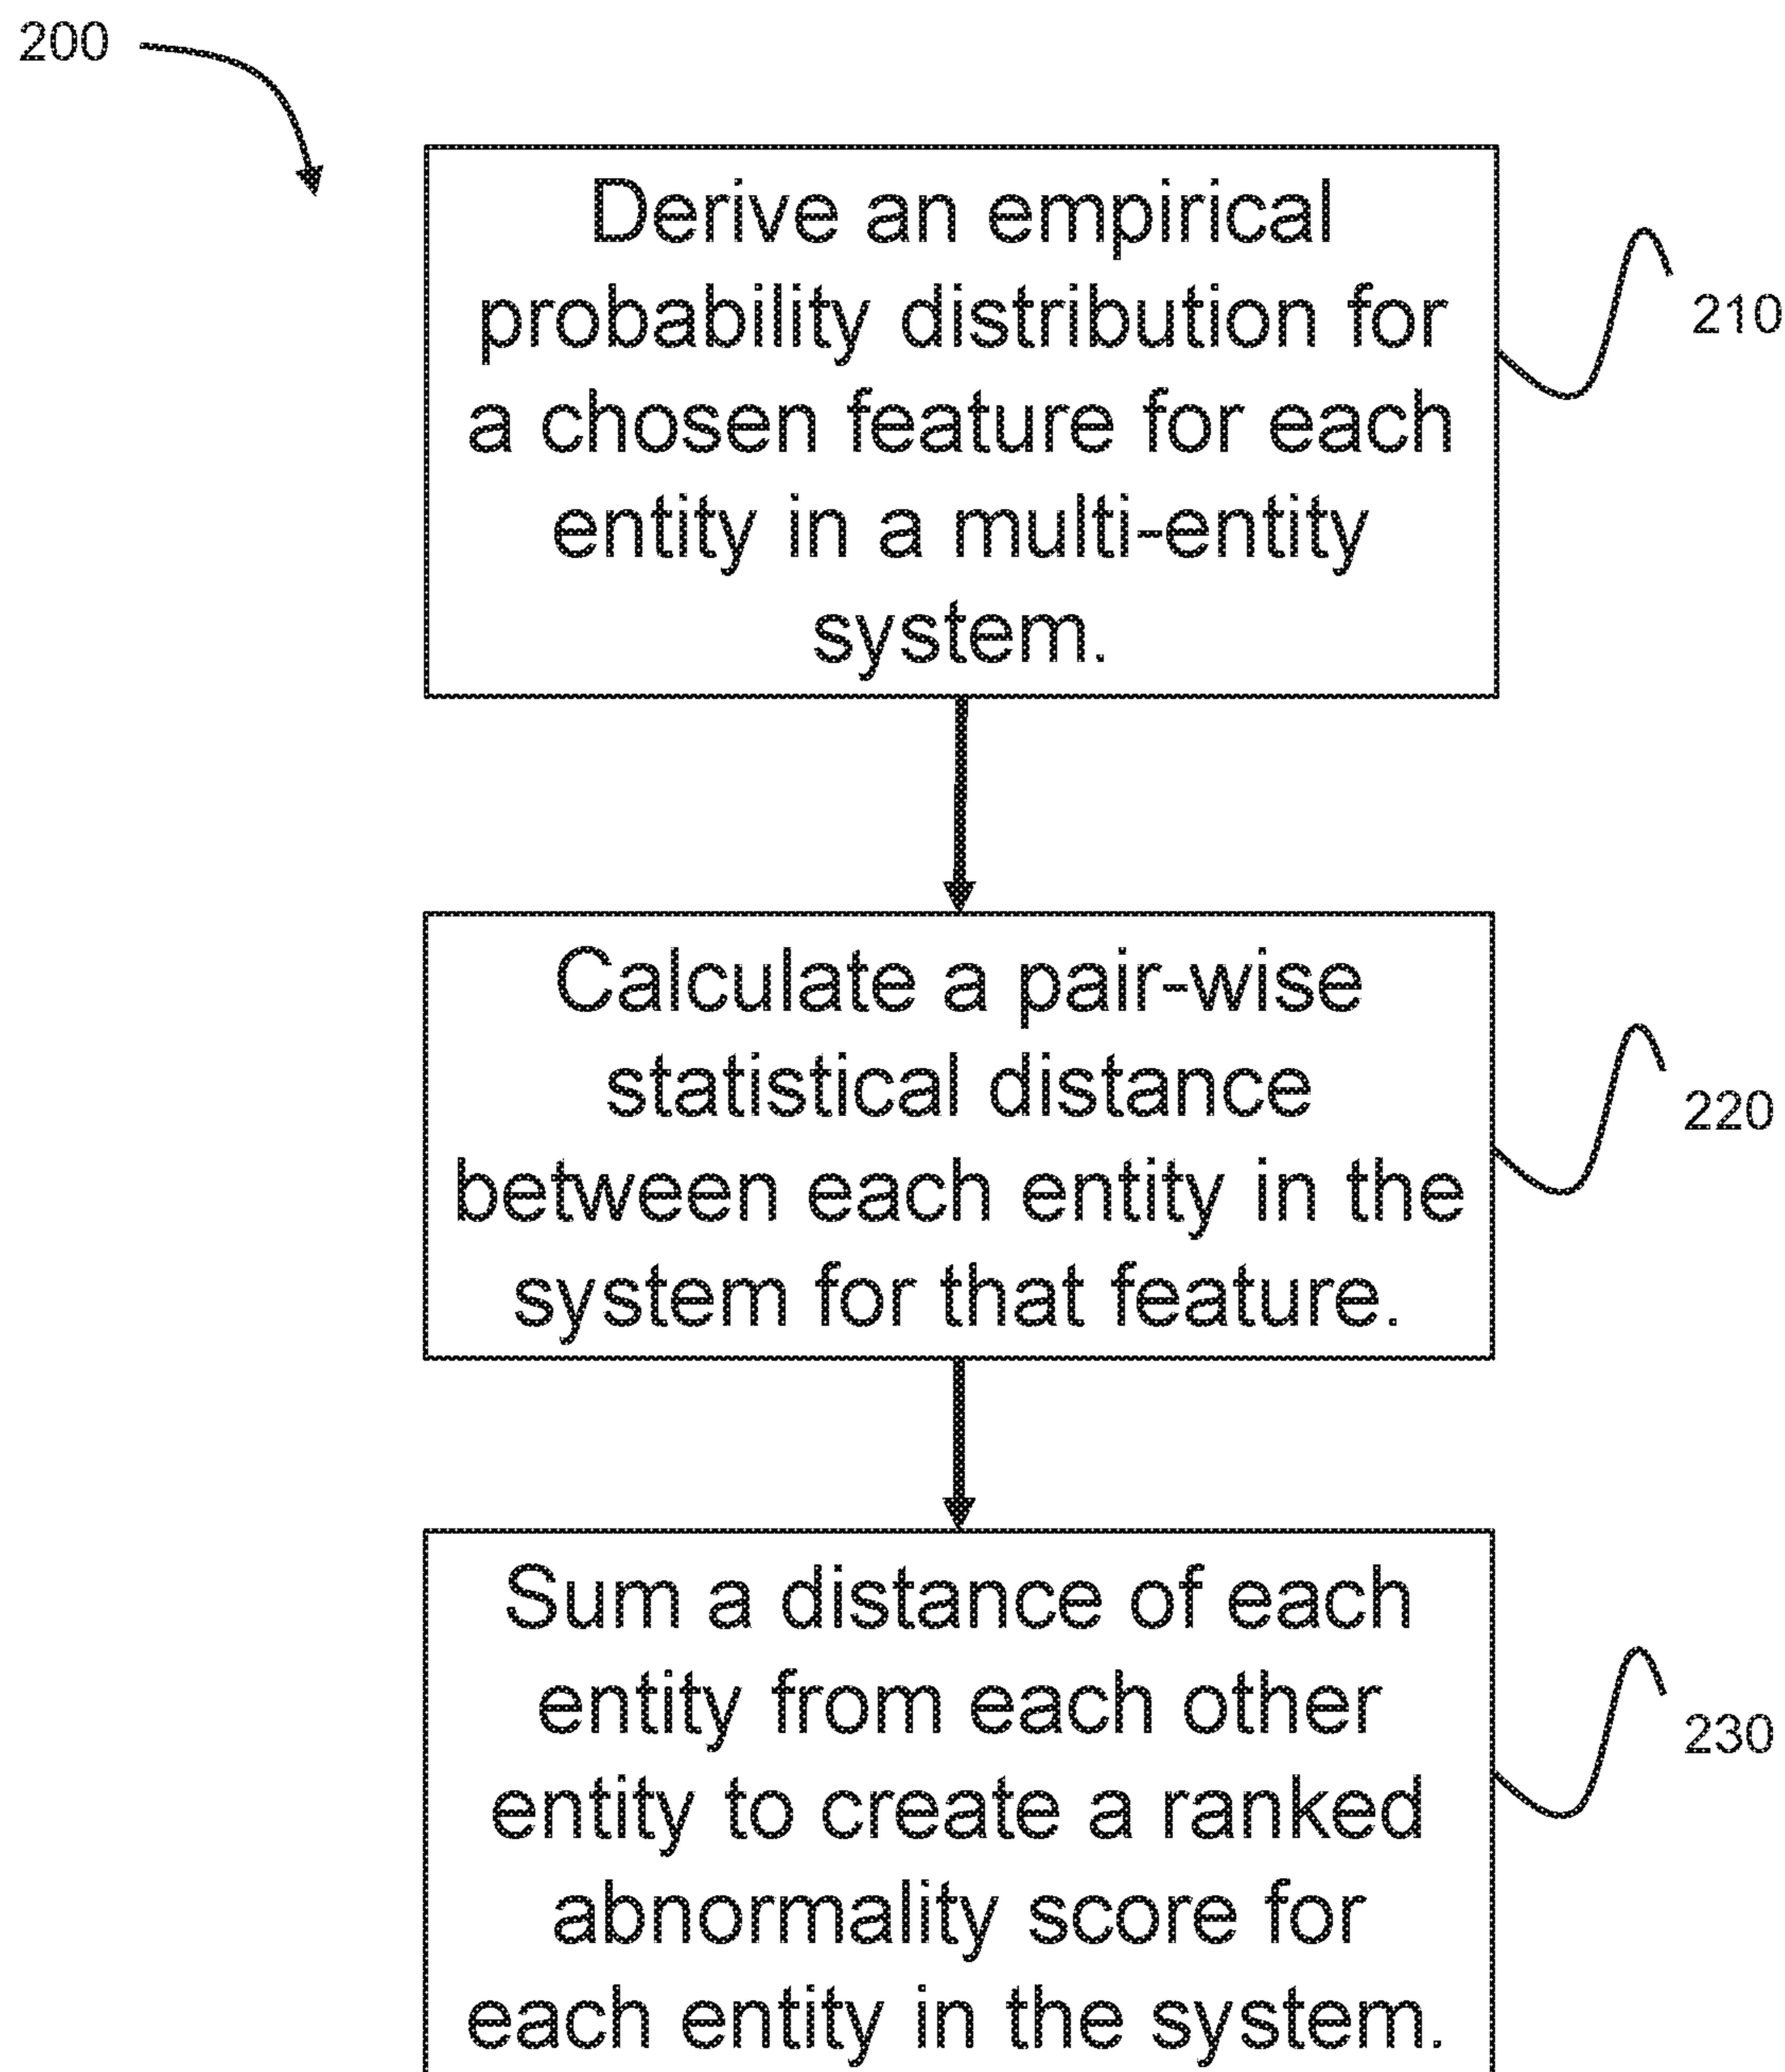 200
Derive an empirical
probability distribution for
a chosen feature for each
entity in a multi-entity
system.
210
Calculate a pair-wise
statistical distance
between each entity in the
system for that feature.
220
Sum a distance of each
entity from each other
entity to create a ranked
abnormality score for
each entity in the system.
230